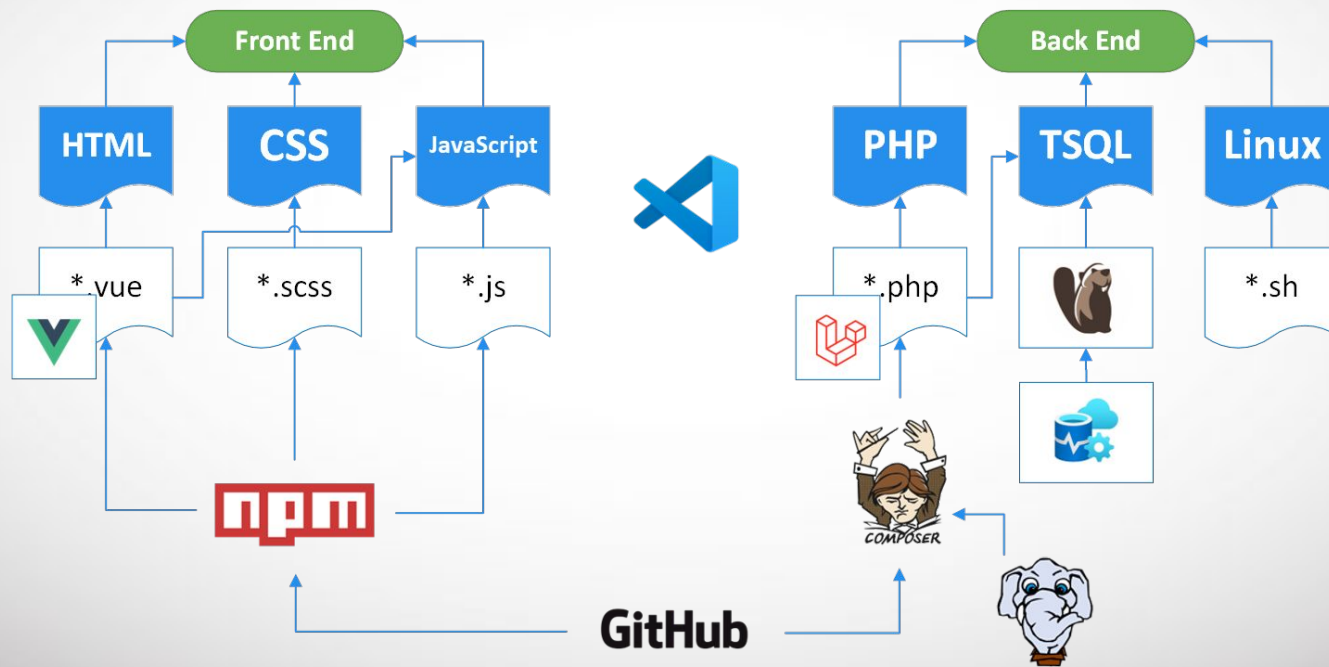 Front End
Back End
HTML
CSS
JavaScript
PHP
TSQL
Linux
*.vue
*.scss
*.js
*.php
*.sh
npm
COMPOSER
GitHub